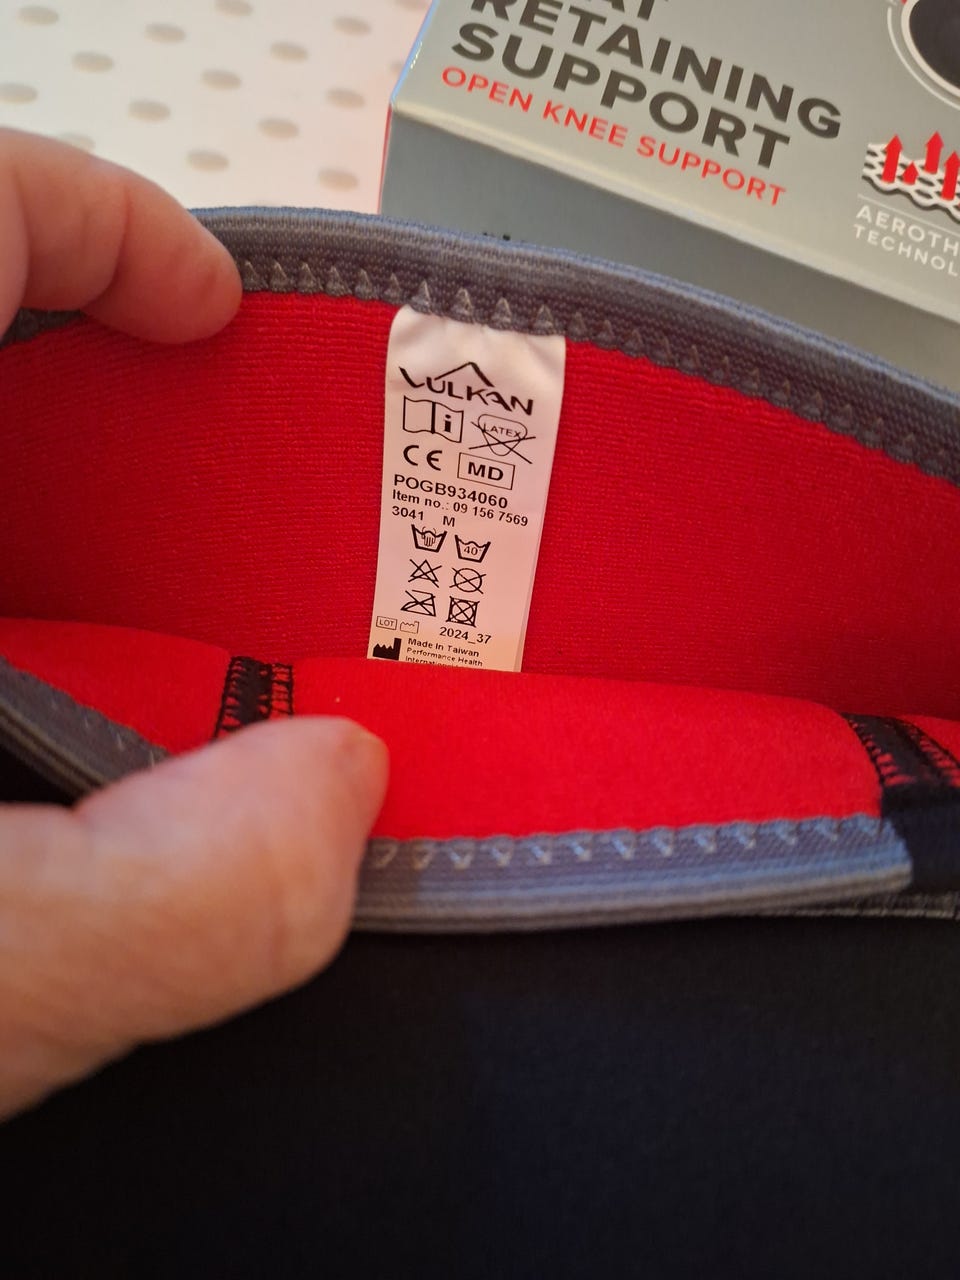 RETAINING
SUPPORT
OPEN KNEE SUPPORT
TECHNOL
VULKAN
i
LATEX
CE MD
POGB934060
Item no.: 09 156 7569
3041 M
40
LOT 2024_37
Made in Taiwan
Performance Health